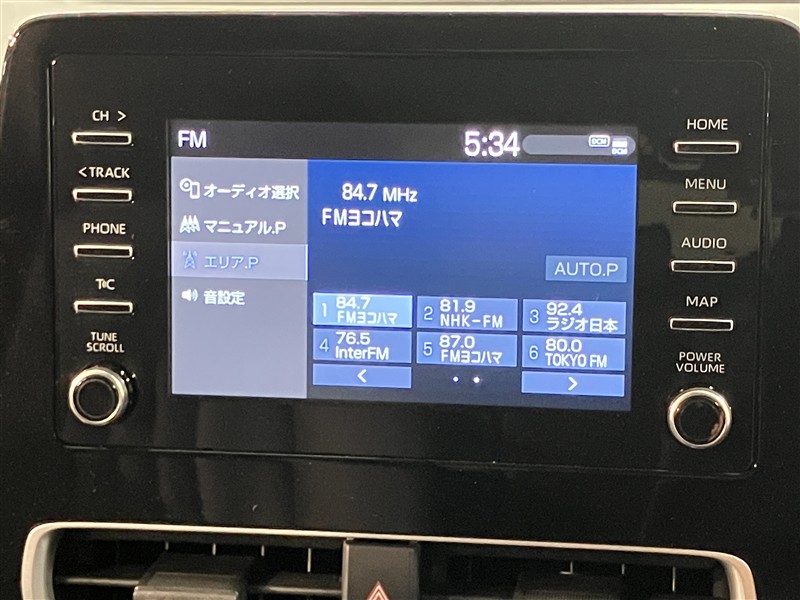 CH >
<TRACK
PHONE
T&C
TUNE
SCROLL
FM
5:34
DCM
DCM
オーディオ選択
マニュアル.P
エリア.P
音設定
84.7 MHz
FMヨコハマ
AUTO.P
1 84.7 FMヨコハマ
2 81.9 NHK-FM
3 92.4 ラジオ日本
4 76.5 InterFM
5 87.0 FMヨコハマ
6 80.0 TOKYO FM
<
>
HOME
MENU
AUDIO
MAP
POWER
VOLUME